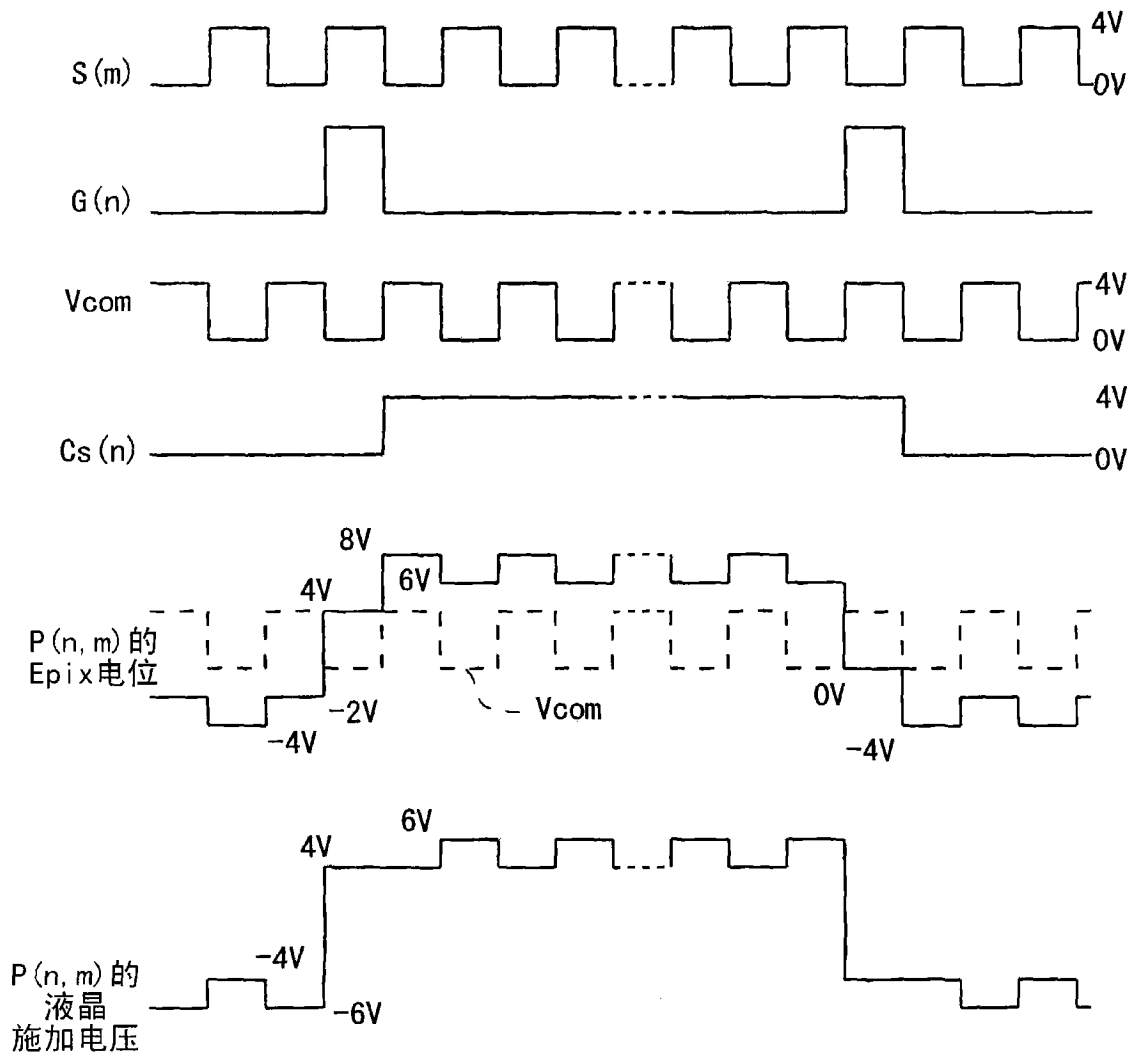 S(m)
4V
0V
G(n)
Vcom
4V
0V
Cs(n)
4V
0V
8V
6V
4V
P(n,m)的
Epix电位
-2V
-4V
Vcom
0V
-4V
6V
4V
-4V
-6V
P(n,m)的
液晶
施加电压